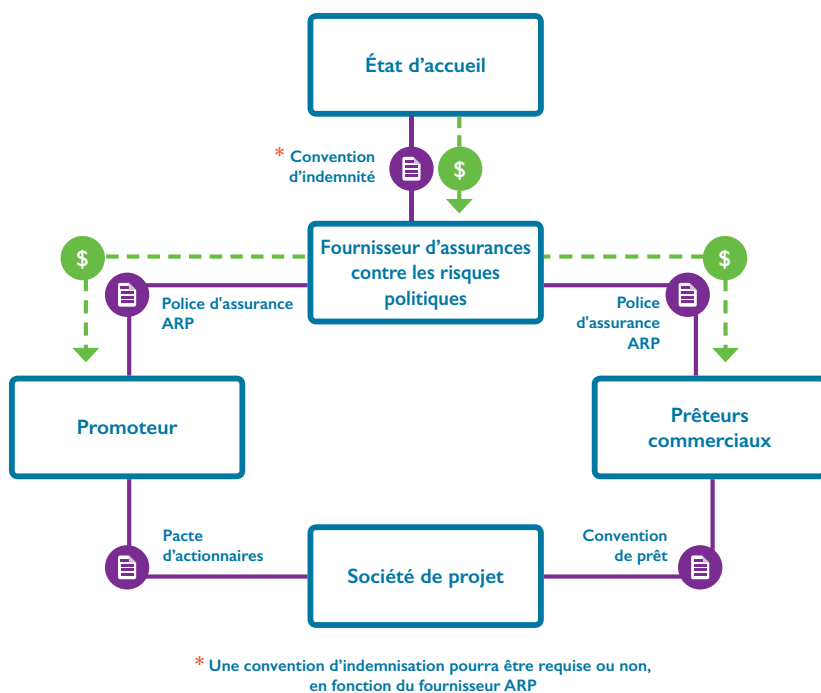 État d’accueil
* Convention
d’indemnité
$
Fournisseur d’assurances
contre les risques
politiques
$
$
Police d'assurance
ARP
Police
d'assurance
ARP
Promoteur
Prêteurs
commerciaux
Pacte
d’actionnaires
Convention
de prêt
Société de projet
* Une convention d’indemnisation pourra être requise ou non,
en fonction du fournisseur ARP